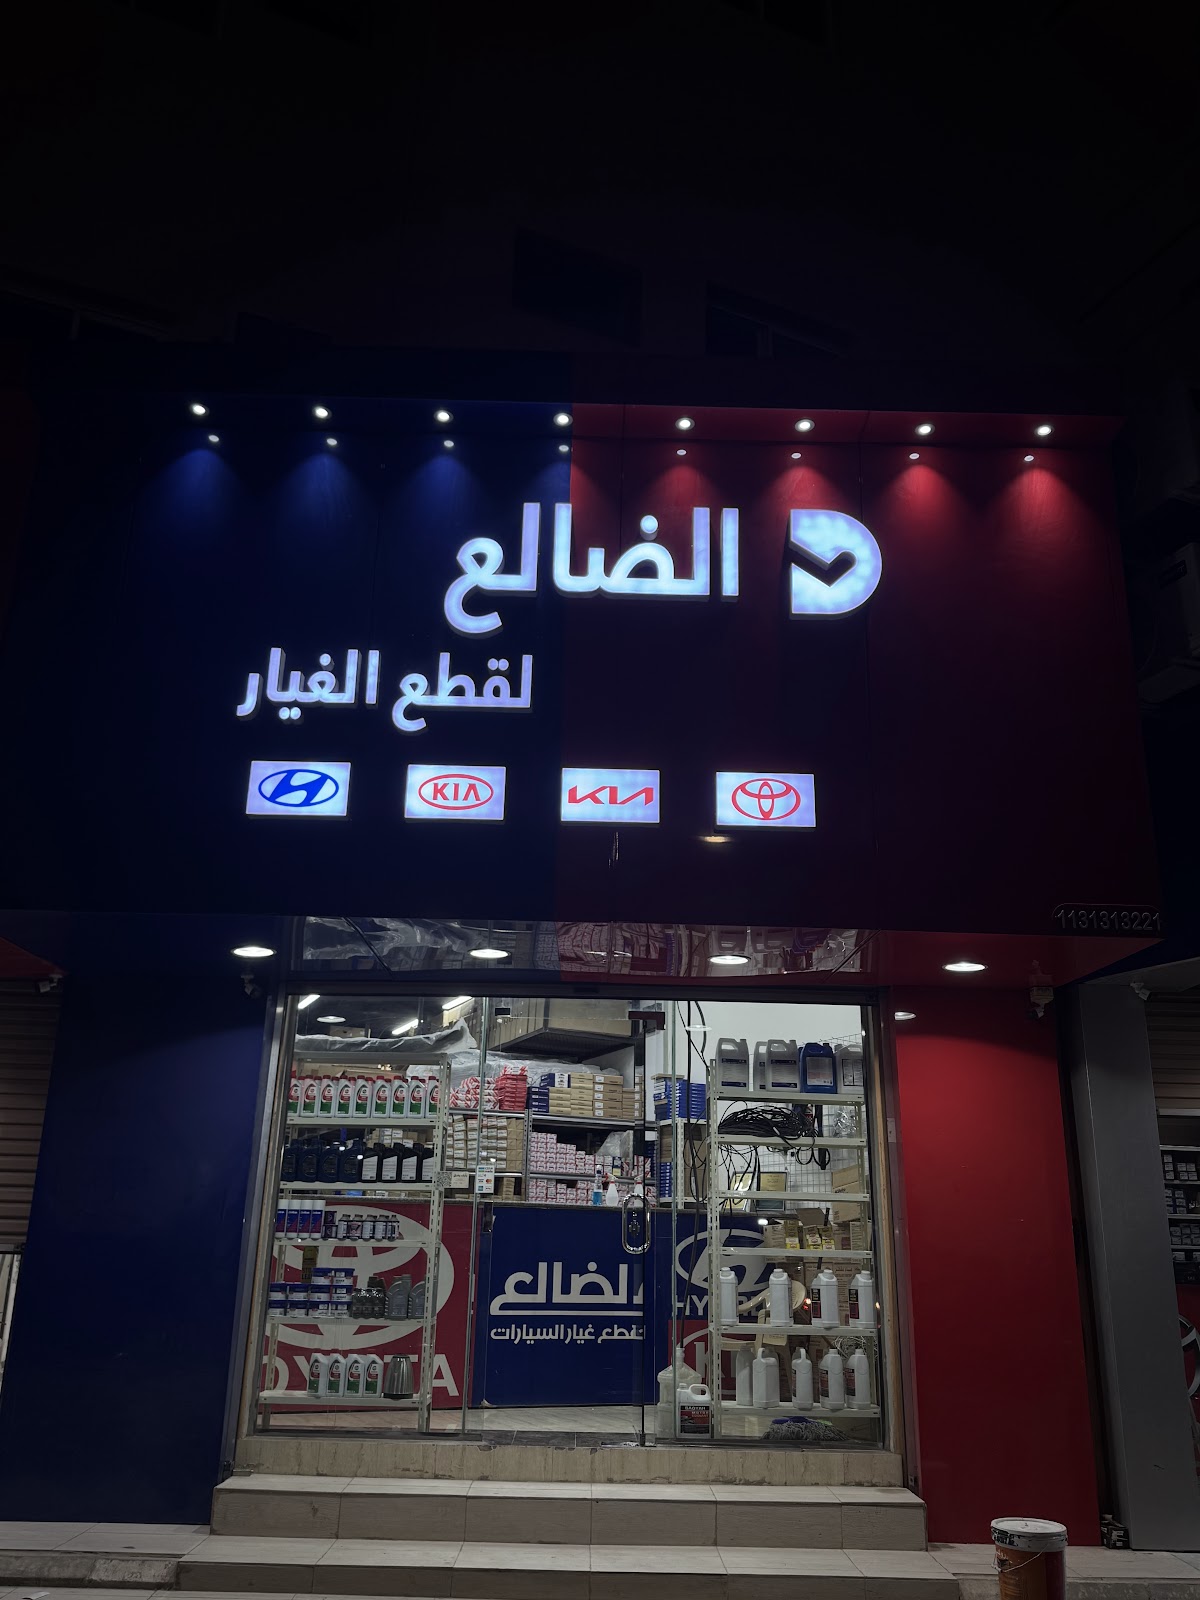 الضالع
لقطع الغيار
KIA
KIA
1131313221
الضالع
لقطع غيار السيارات
TOYOTA